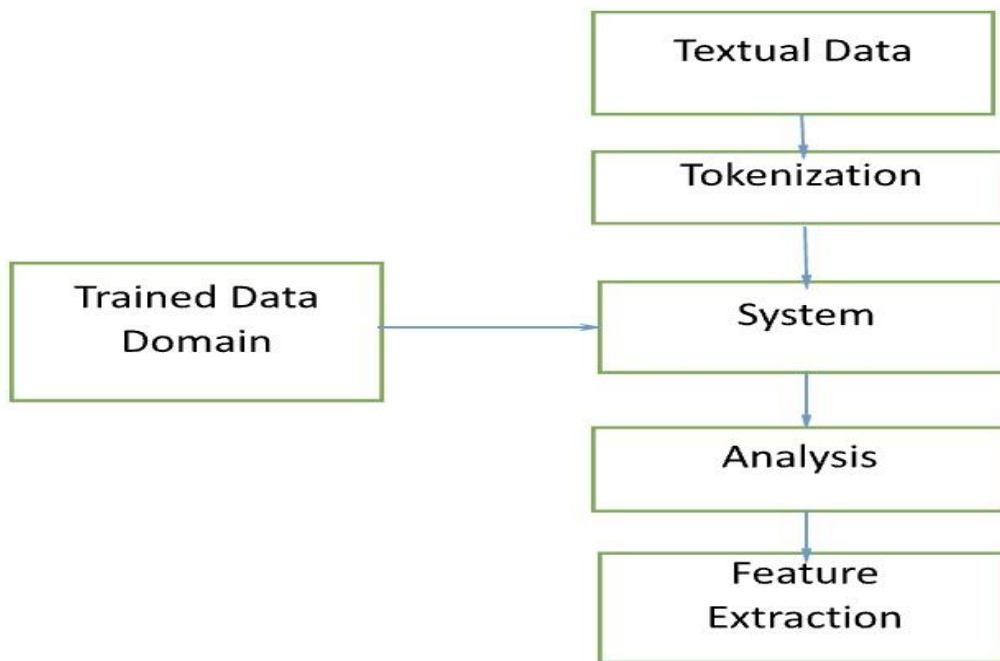 Textual Data
Tokenization
Trained Data
Domain
System
Analysis
Feature
Extraction